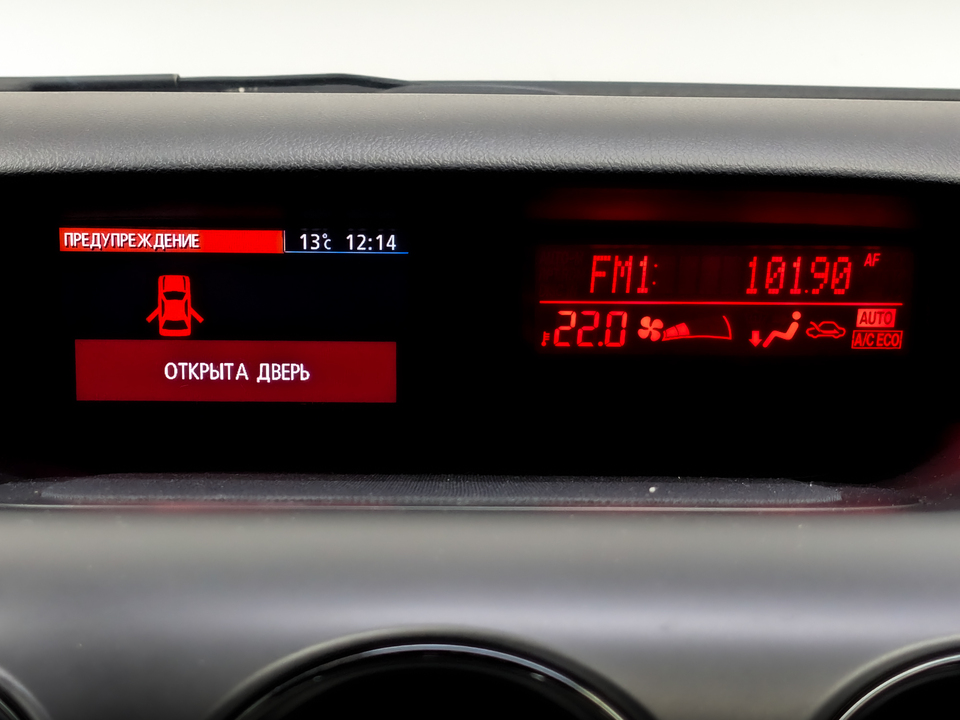 ПРЕДУПРЕЖДЕНИЕ 13°C 12:14
ОТКРЫТА ДВЕРЬ
FM1: 101.90 AF
22.0 AUTO
A/C ECO